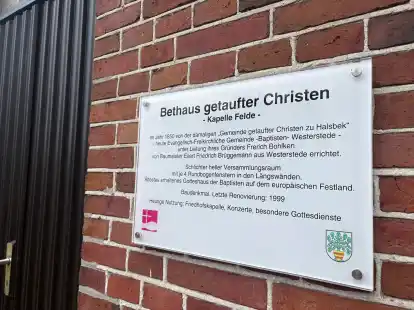 Bethaus getaufter Christen
- Kapelle Felde -
Im Jahr 1850 von der damaligen „Gemeinde getaufter Christen zu Halsbek“
- heute Evangelisch-Freikirchliche Gemeinde -Baptisten- Westerstede -
unter Leitung ihres Gründers Frerich Bohlken
von Baumeister Eilert Friedrich Brüggemann aus Westerstede errichtet.
Schlichter heller Versammlungsraum
mit je 4 Rundbogenfenstern in den Längswänden.
Ältestes erhaltenes Gotteshaus der Baptisten auf dem europäischen Festland.
Baudenkmal. Letzte Renovierung: 1999
Heutige Nutzung: Friedhofskapelle, Konzerte, besondere Gottesdienste